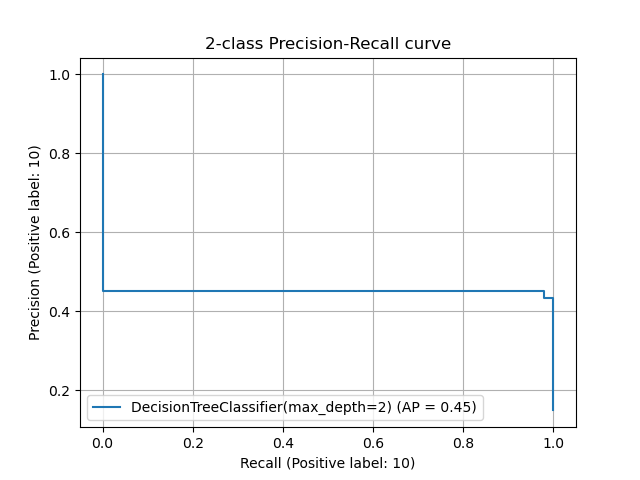 2-class Precision-Recall curve
1.0
0.8
0.6
0.4
0.2
Precision (Positive label: 10)
DecisionTreeClassifier(max_depth=2) (AP = 0.45)
0.0 0.2 0.4 0.6 0.8 1.0
Recall (Positive label: 10)